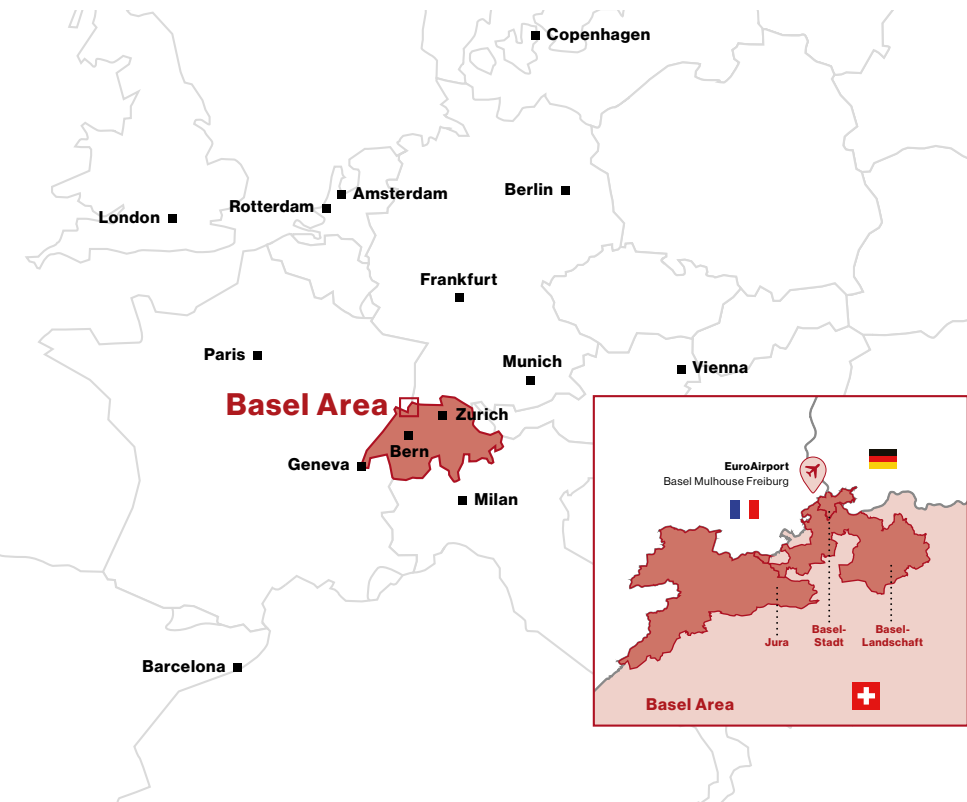 Copenhagen
Amsterdam
Berlin
Rotterdam
London
Frankfurt
Paris
Munich
Vienna
Basel Area
Zurich
Bern
Geneva
Milan
Barcelona
EuroAirport
Basel Mulhouse Freiburg
Jura
Basel-
Stadt
Basel-
Landschaft
Basel Area